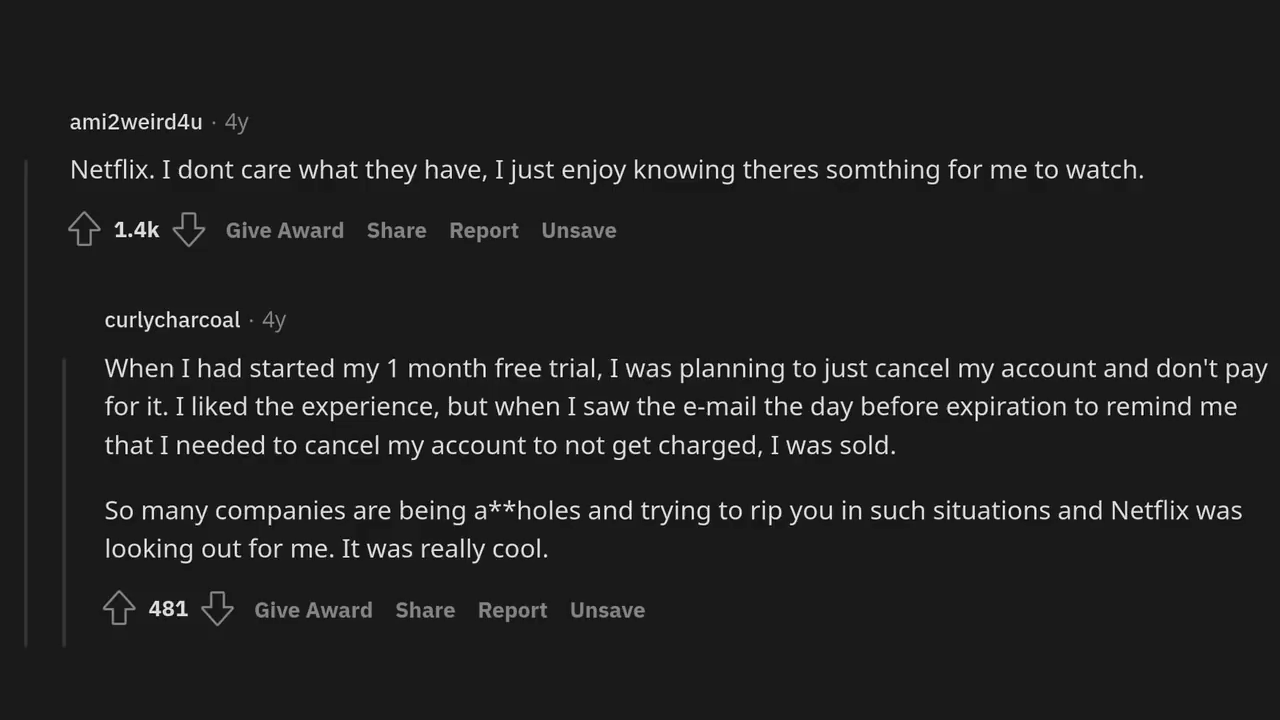 ami2weird4u · 4y
Netflix. I dont care what they have, I just enjoy knowing theres somthing for me to watch.
1.4k Give Award Share Report Unsave
curlycharcoal · 4y
When I had started my 1 month free trial, I was planning to just cancel my account and don't pay
for it. I liked the experience, but when I saw the e-mail the day before expiration to remind me
that I needed to cancel my account to not get charged, I was sold.
So many companies are being a**holes and trying to rip you in such situations and Netflix was
looking out for me. It was really cool.
481 Give Award Share Report Unsave